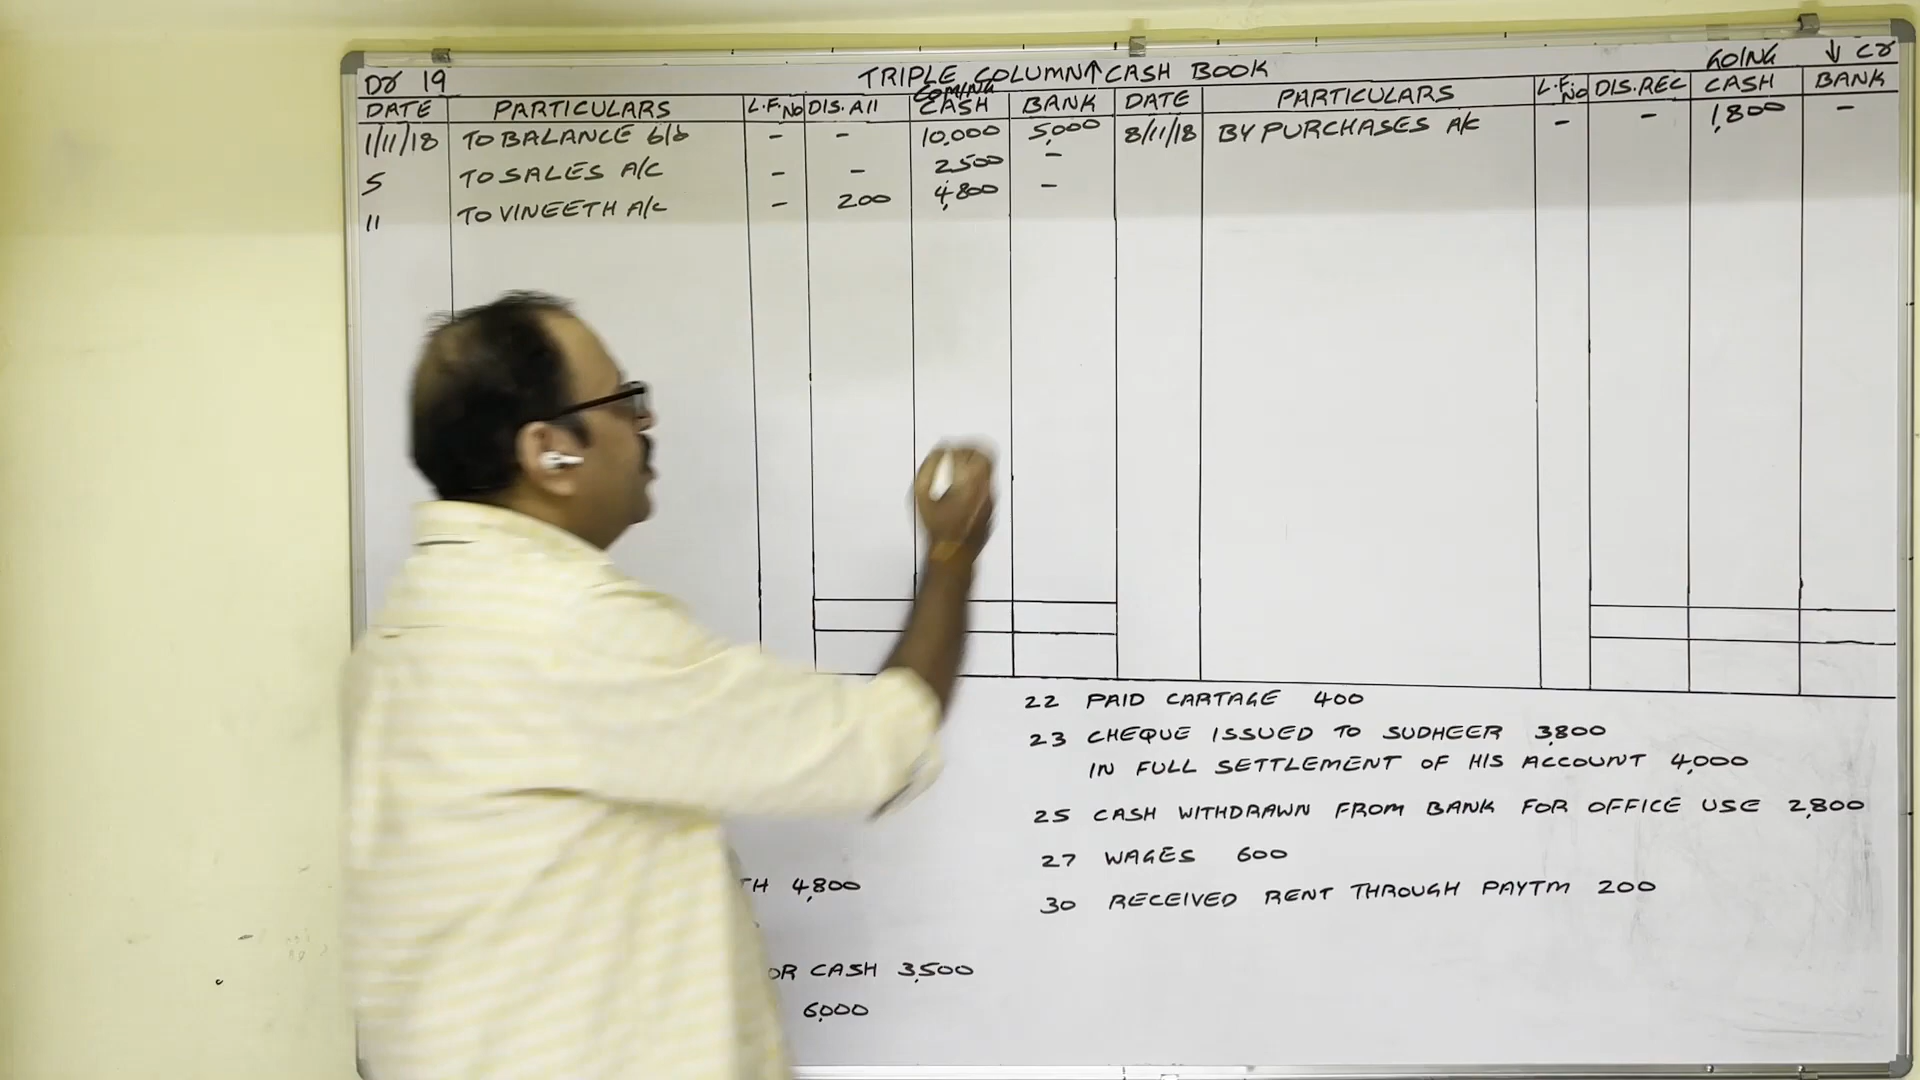 Dr 19 TRIPLE COLUMN↑ CASH BOOK GOING ↓ Cr
COMING
DATE PARTICULARS L.F.No DIS.All CASH BANK DATE PARTICULARS L.F.No DIS.REC CASH BANK
1/11/18 TO BALANCE b/d - - 10,000 5,000 8/11/18 BY PURCHASES A/c - - 1,800 -
5 TO SALES A/C - - 2,500 -
11 TO VINEETH A/c - 200 4,800 -
22 PAID CARTAGE 400
23 CHEQUE ISSUED TO SUDHEER 3,800
IN FULL SETTLEMENT OF HIS ACCOUNT 4,000
25 CASH WITHDRAWN FROM BANK FOR OFFICE USE 2,800
27 WAGES 600
30 RECEIVED RENT THROUGH PAYTM 200
TH 4,800
OR CASH 3,500
6,000